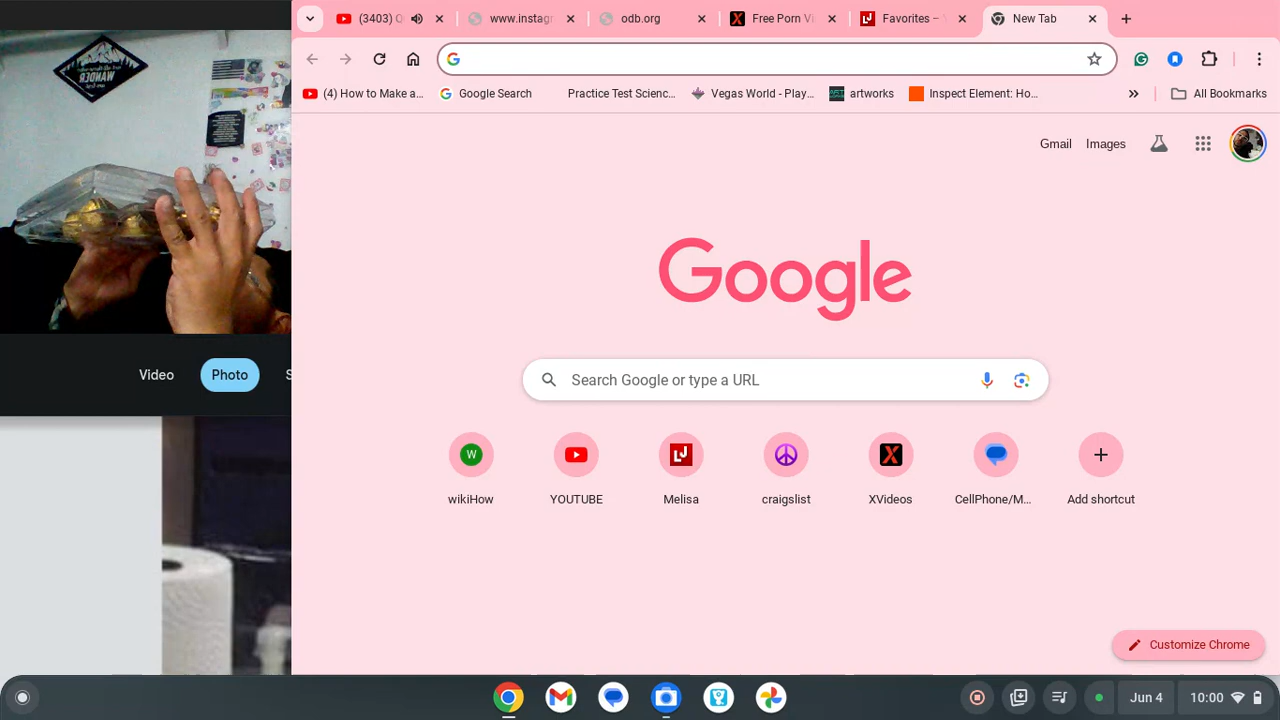 (3403) Q
www.instagr
odb.org
Free Porn Vi
Favorites –
New Tab
(4) How to Make a...
Google Search
Practice Test Scienc...
Vegas World - Play...
artworks
Inspect Element: Ho...
All Bookmarks
WANDER
Gmail
Images
Google
Search Google or type a URL
Video
Photo
S
W
wikiHow
YOUTUBE
Melisa
craigslist
XVideos
CellPhone/M...
Add shortcut
Customize Chrome
Jun 4
10:00